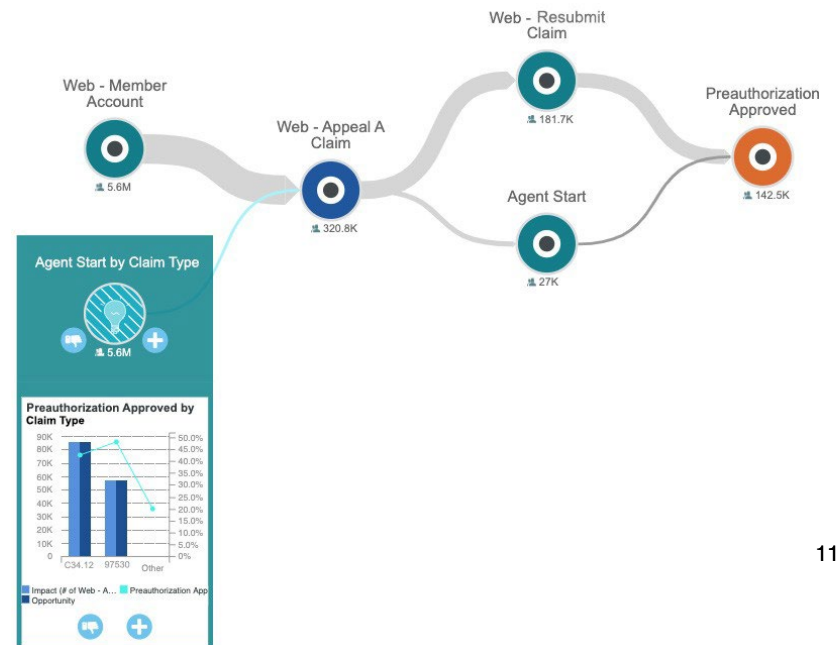 Web - Resubmit
Claim
181.7K
Web - Member
Account
5.6M
Web - Appeal A
Claim
320.8K
Preauthorization
Approved
142.5K
Agent Start
27K
Agent Start by Claim Type
5.6M
Preauthorization Approved by
Claim Type
90K
80K
70K
60K
50K
40K
30K
20K
10K
0
50.0%
45.0%
40.0%
35.0%
30.0%
25.0%
20.0%
15.0%
10.0%
5.0%
0%
C34.12 97530 Other
Impact (# of Web - A... Preauthorization App
Opportunity
11